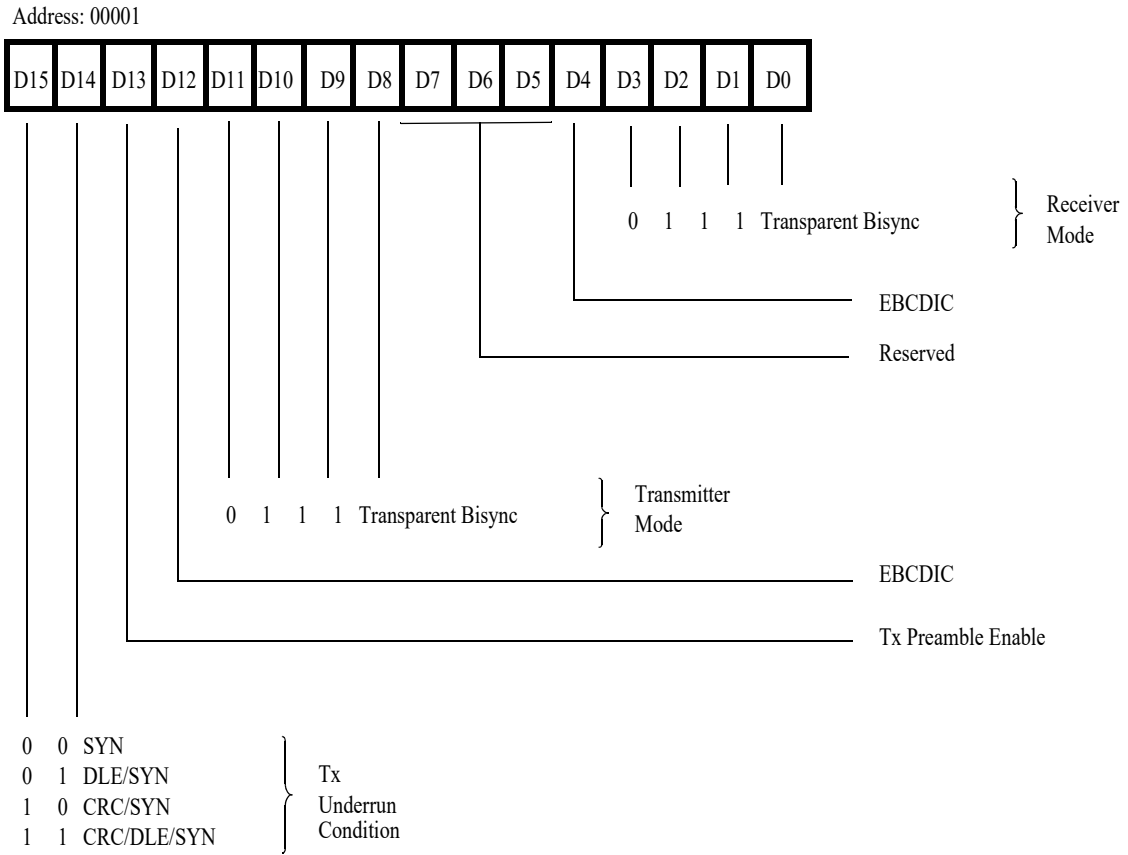 Address: 00001
D15 D14 D13 D12 D11 D10 D9 D8 D7 D6 D5 D4 D3 D2 D1 D0
0 1 1 1 Transparent Bisync
Receiver
Mode
EBCDIC
Reserved
0 1 1 1 Transparent Bisync
Transmitter
Mode
EBCDIC
Tx Preamble Enable
0 0 SYN
0 1 DLE/SYN
1 0 CRC/SYN
1 1 CRC/DLE/SYN
Tx
Underrun
Condition